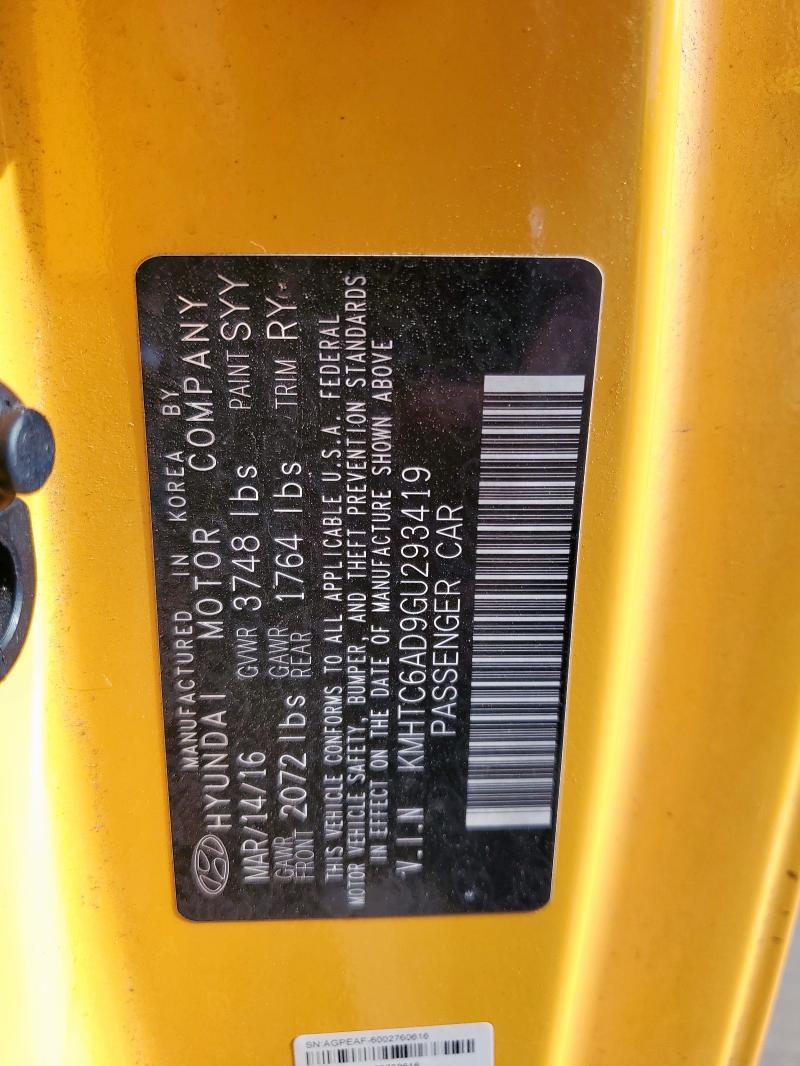 MANUFACTURED IN KOREA BY
HYUNDAI MOTOR COMPANY
MAR/14/16 GVWR 3748 lbs PAINT SYY
GAWR FRONT 2072 lbs GAWR REAR 1764 lbs TRIM RY
THIS VEHICLE CONFORMS TO ALL APPLICABLE U.S.A. FEDERAL
MOTOR VEHICLE SAFETY, BUMPER, AND THEFT PREVENTION STANDARDS
IN EFFECT ON THE DATE OF MANUFACTURE SHOWN ABOVE
V.I.N KMHTC6AD9GU293419
PASSENGER CAR
SN:AGPEAF-6002760616